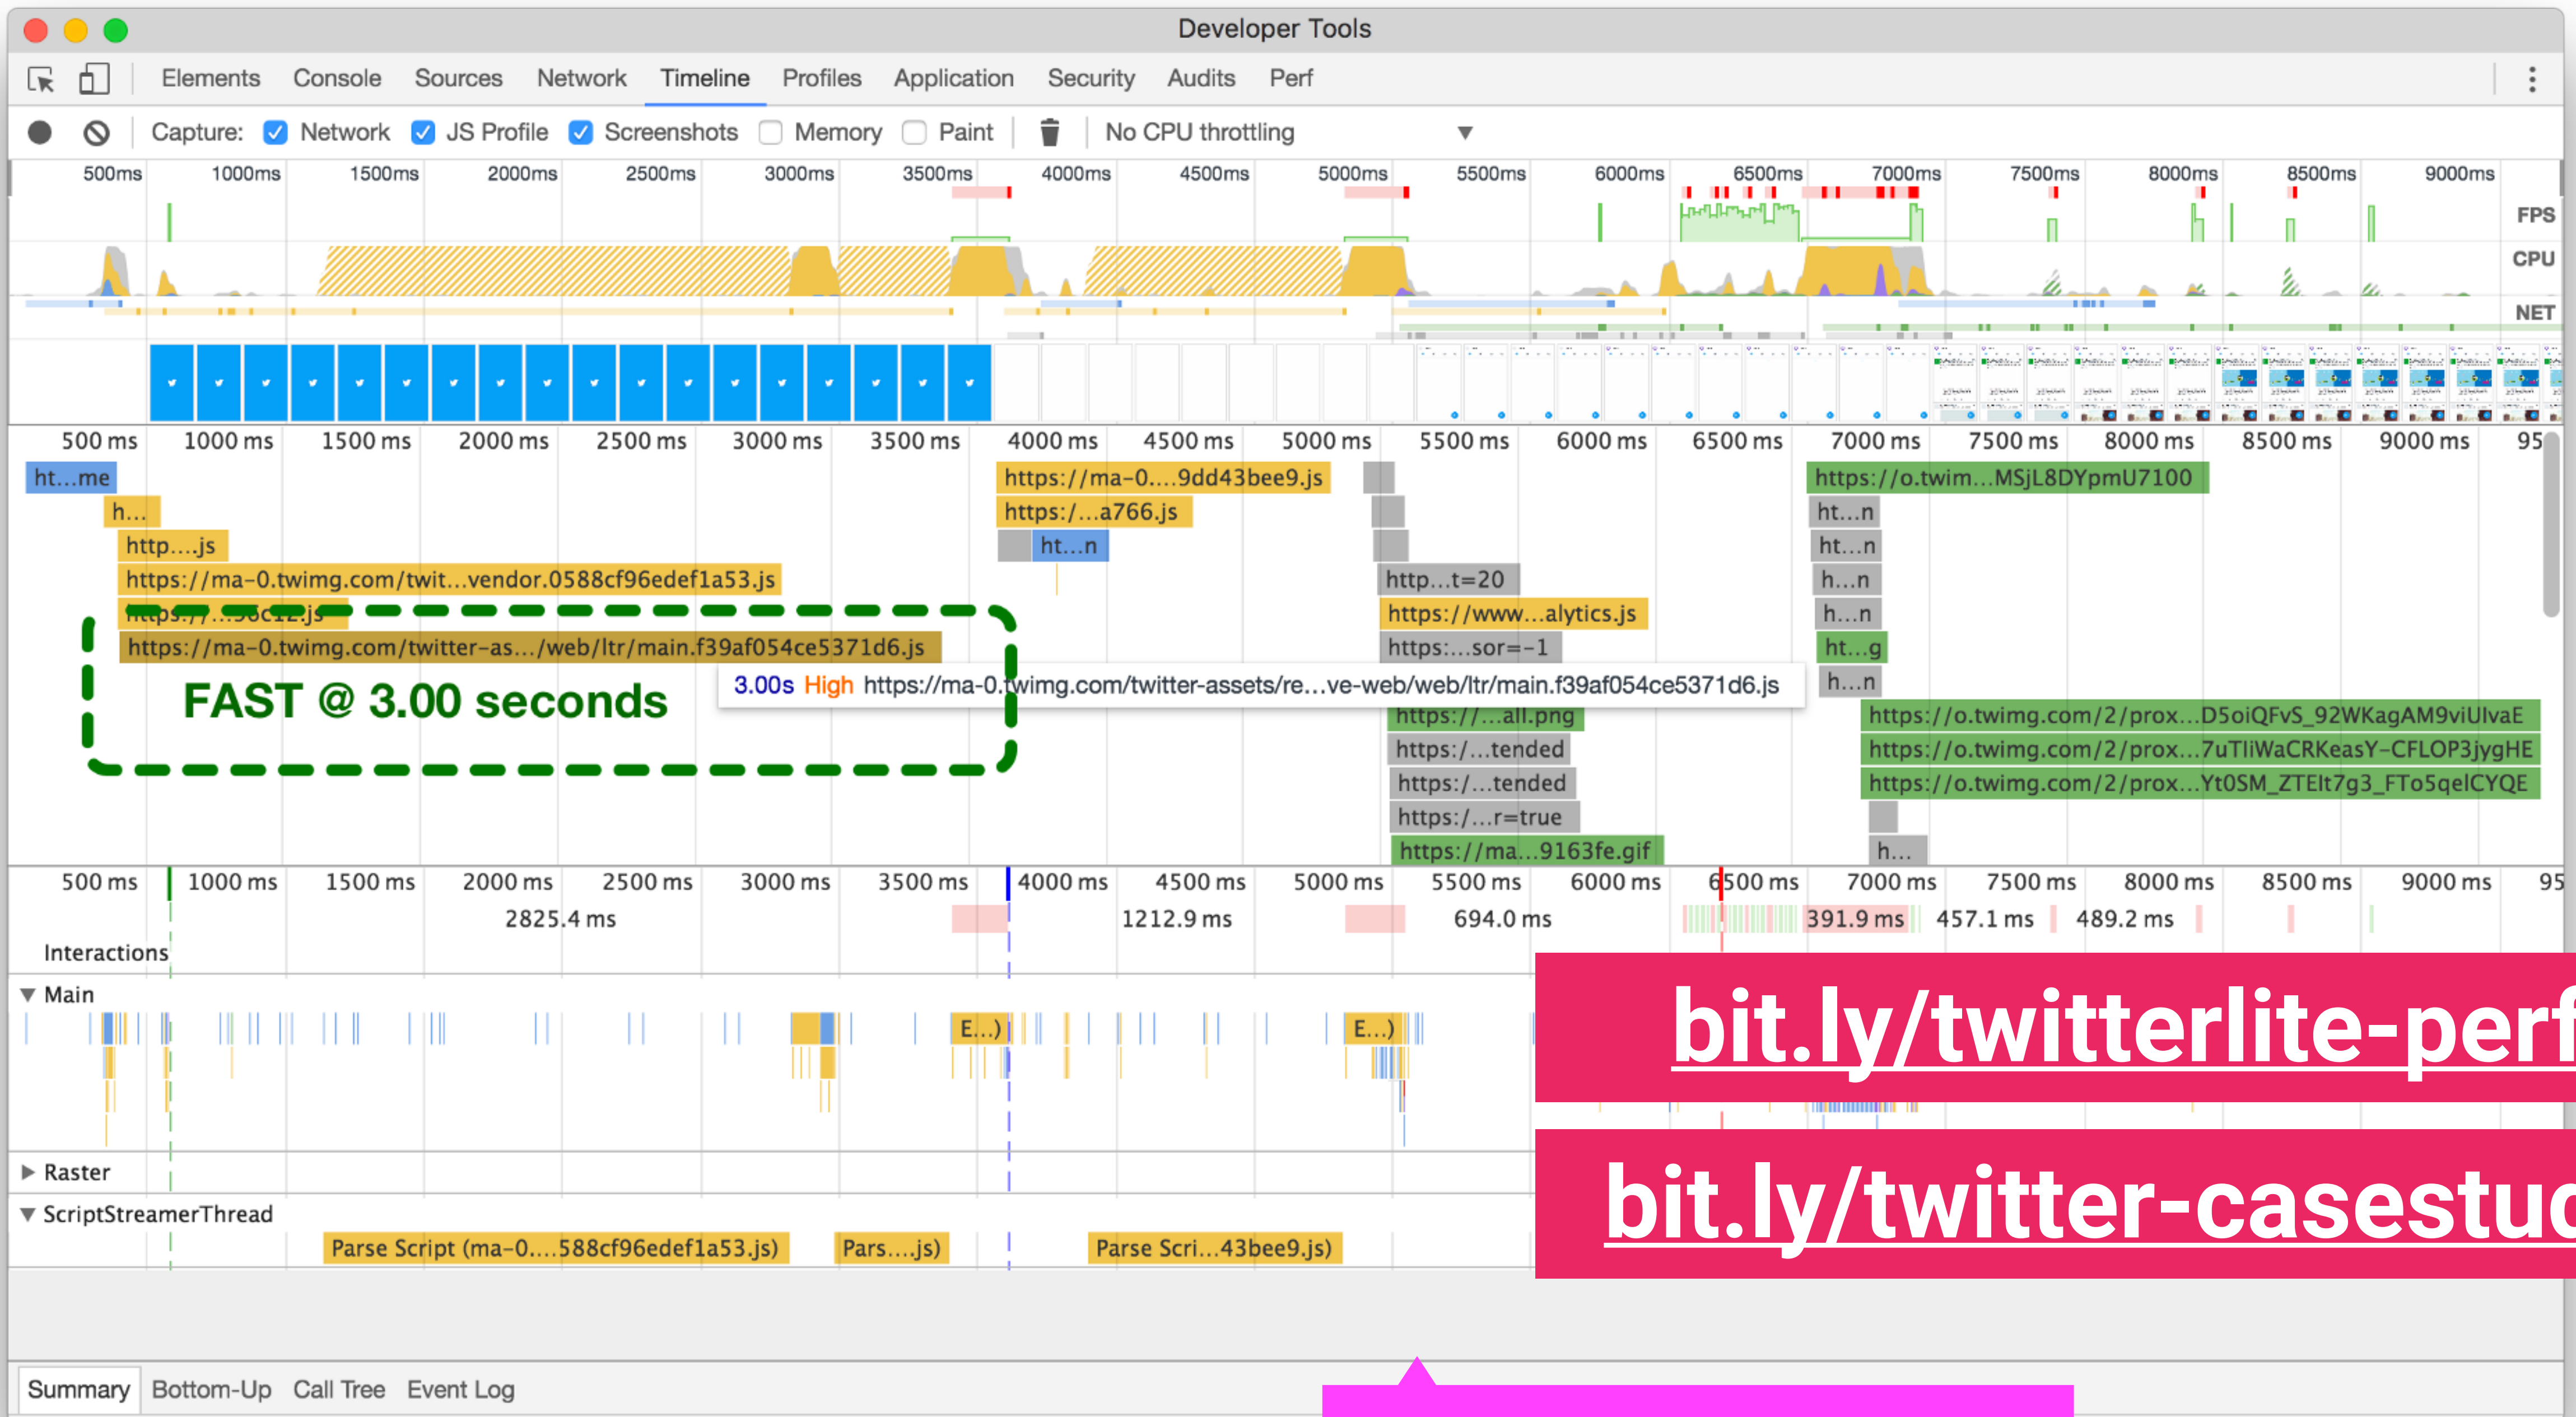 Developer Tools
Elements Console Sources Network Timeline Profiles Application Security Audits Perf
Capture: Network JS Profile Screenshots Memory Paint No CPU throttling
500ms 1000ms 1500ms 2000ms 2500ms 3000ms 3500ms 4000ms 4500ms 5000ms 5500ms 6000ms 6500ms 7000ms 7500ms 8000ms 8500ms 9000ms
FPS
CPU
NET
500 ms 1000 ms 1500 ms 2000 ms 2500 ms 3000 ms 3500 ms 4000 ms 4500 ms 5000 ms 5500 ms 6000 ms 6500 ms 7000 ms 7500 ms 8000 ms 8500 ms 9000 ms 95
ht...me https://ma-0....9dd43bee9.js https://o.twim...MSjL8DYpmU7100
h... https:/...a766.js ht...n
http....js ht...n ht...n
https://ma-0.twimg.com/twit...vendor.0588cf96edef1a53.js http...t=20 h...n
https://www...alytics.js h...n
https://ma-0.twimg.com/twitter-as.../web/ltr/main.f39af054ce5371d6.js https:...sor=-1 ht...g
FAST @ 3.00 seconds 3.00s High https://ma-0.twimg.com/twitter-assets/re...ve-web/web/ltr/main.f39af054ce5371d6.js h...n
https://...all.png https://o.twimg.com/2/prox...D5oiQFvS_92WKagAM9viUlvaE
https:/...tended https://o.twimg.com/2/prox...7uTliWaCRKeasY-CFLOP3jygHE
https:/...tended https://o.twimg.com/2/prox...Yt0SM_ZTElt7g3_FTo5qelCYQE
https:/...r=true
https://ma...9163fe.gif h...
500 ms 1000 ms 1500 ms 2000 ms 2500 ms 3000 ms 3500 ms 4000 ms 4500 ms 5000 ms 5500 ms 6000 ms 6500 ms 7000 ms 7500 ms 8000 ms 8500 ms 9000 ms 95
2825.4 ms 1212.9 ms 694.0 ms 391.9 ms 457.1 ms 489.2 ms
Interactions
Main
E...) E...)
bit.ly/twitterlite-perf
Raster
bit.ly/twitter-casestud
ScriptStreamerThread
Parse Script (ma-0....588cf96edef1a53.js) Pars....js) Parse Scri...43bee9.js)
Summary Bottom-Up Call Tree Event Log